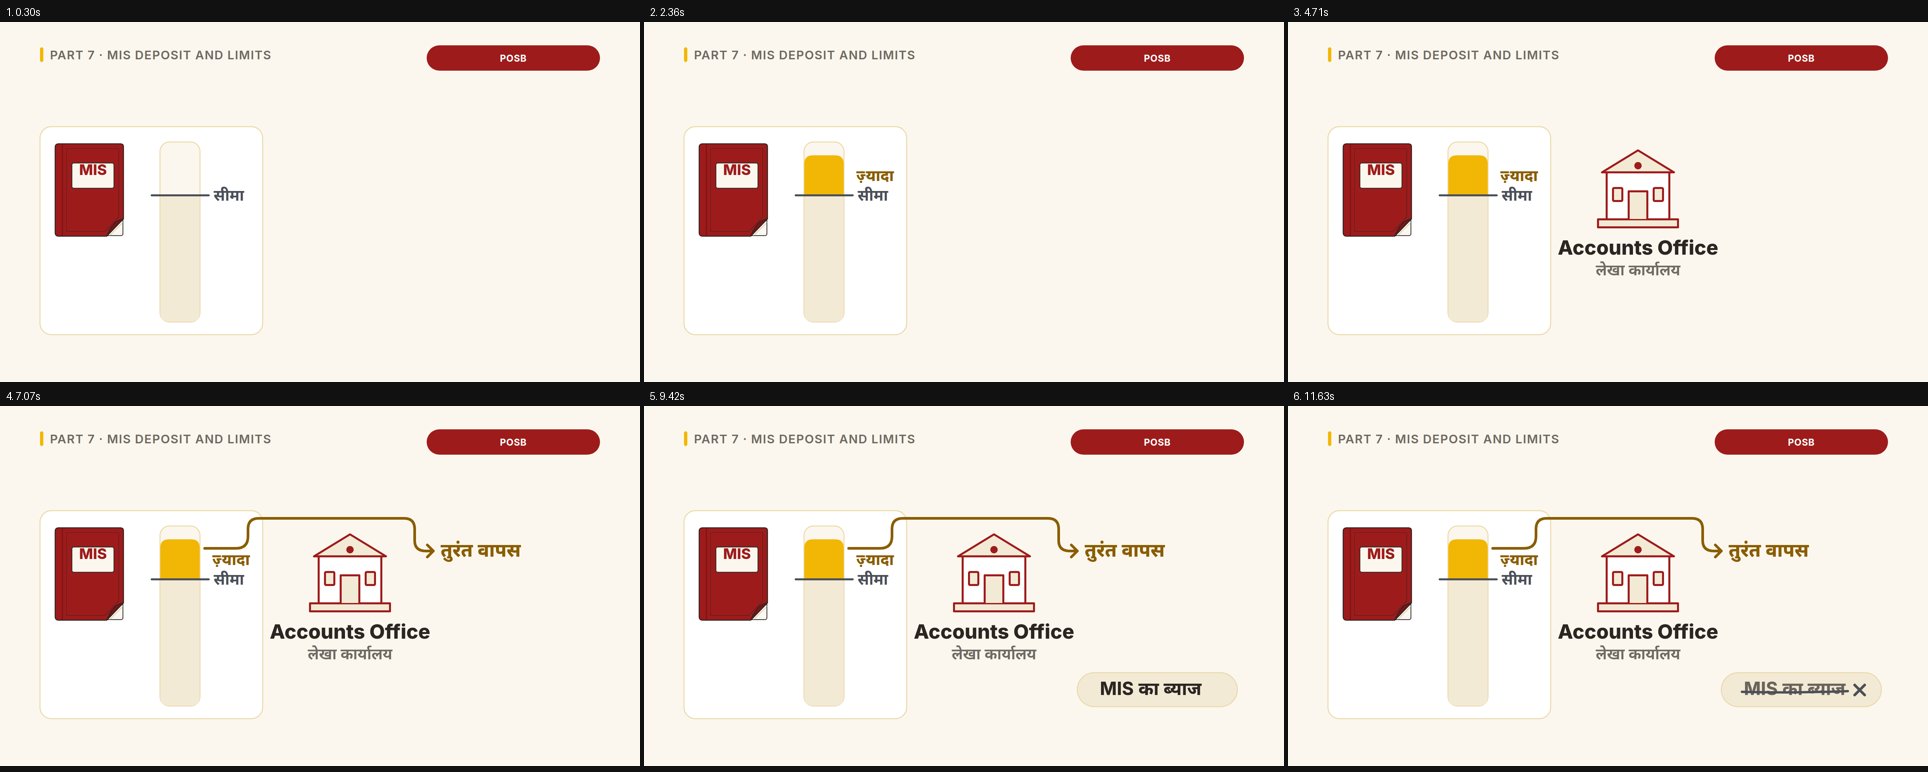 1. 0.30s
PART 7 · MIS DEPOSIT AND LIMITS
POSB
MIS
सीमा
2. 2.36s
PART 7 · MIS DEPOSIT AND LIMITS
POSB
MIS
ज़्यादा
सीमा
3. 4.71s
PART 7 · MIS DEPOSIT AND LIMITS
POSB
MIS
ज़्यादा
सीमा
Accounts Office
लेखा कार्यालय
4. 7.07s
PART 7 · MIS DEPOSIT AND LIMITS
POSB
MIS
तुरंत वापस
ज़्यादा
सीमा
Accounts Office
लेखा कार्यालय
5. 9.42s
PART 7 · MIS DEPOSIT AND LIMITS
POSB
MIS
तुरंत वापस
ज़्यादा
सीमा
Accounts Office
लेखा कार्यालय
MIS का ब्याज
6. 11.63s
PART 7 · MIS DEPOSIT AND LIMITS
POSB
MIS
तुरंत वापस
ज़्यादा
सीमा
Accounts Office
लेखा कार्यालय
MIS का ब्याज